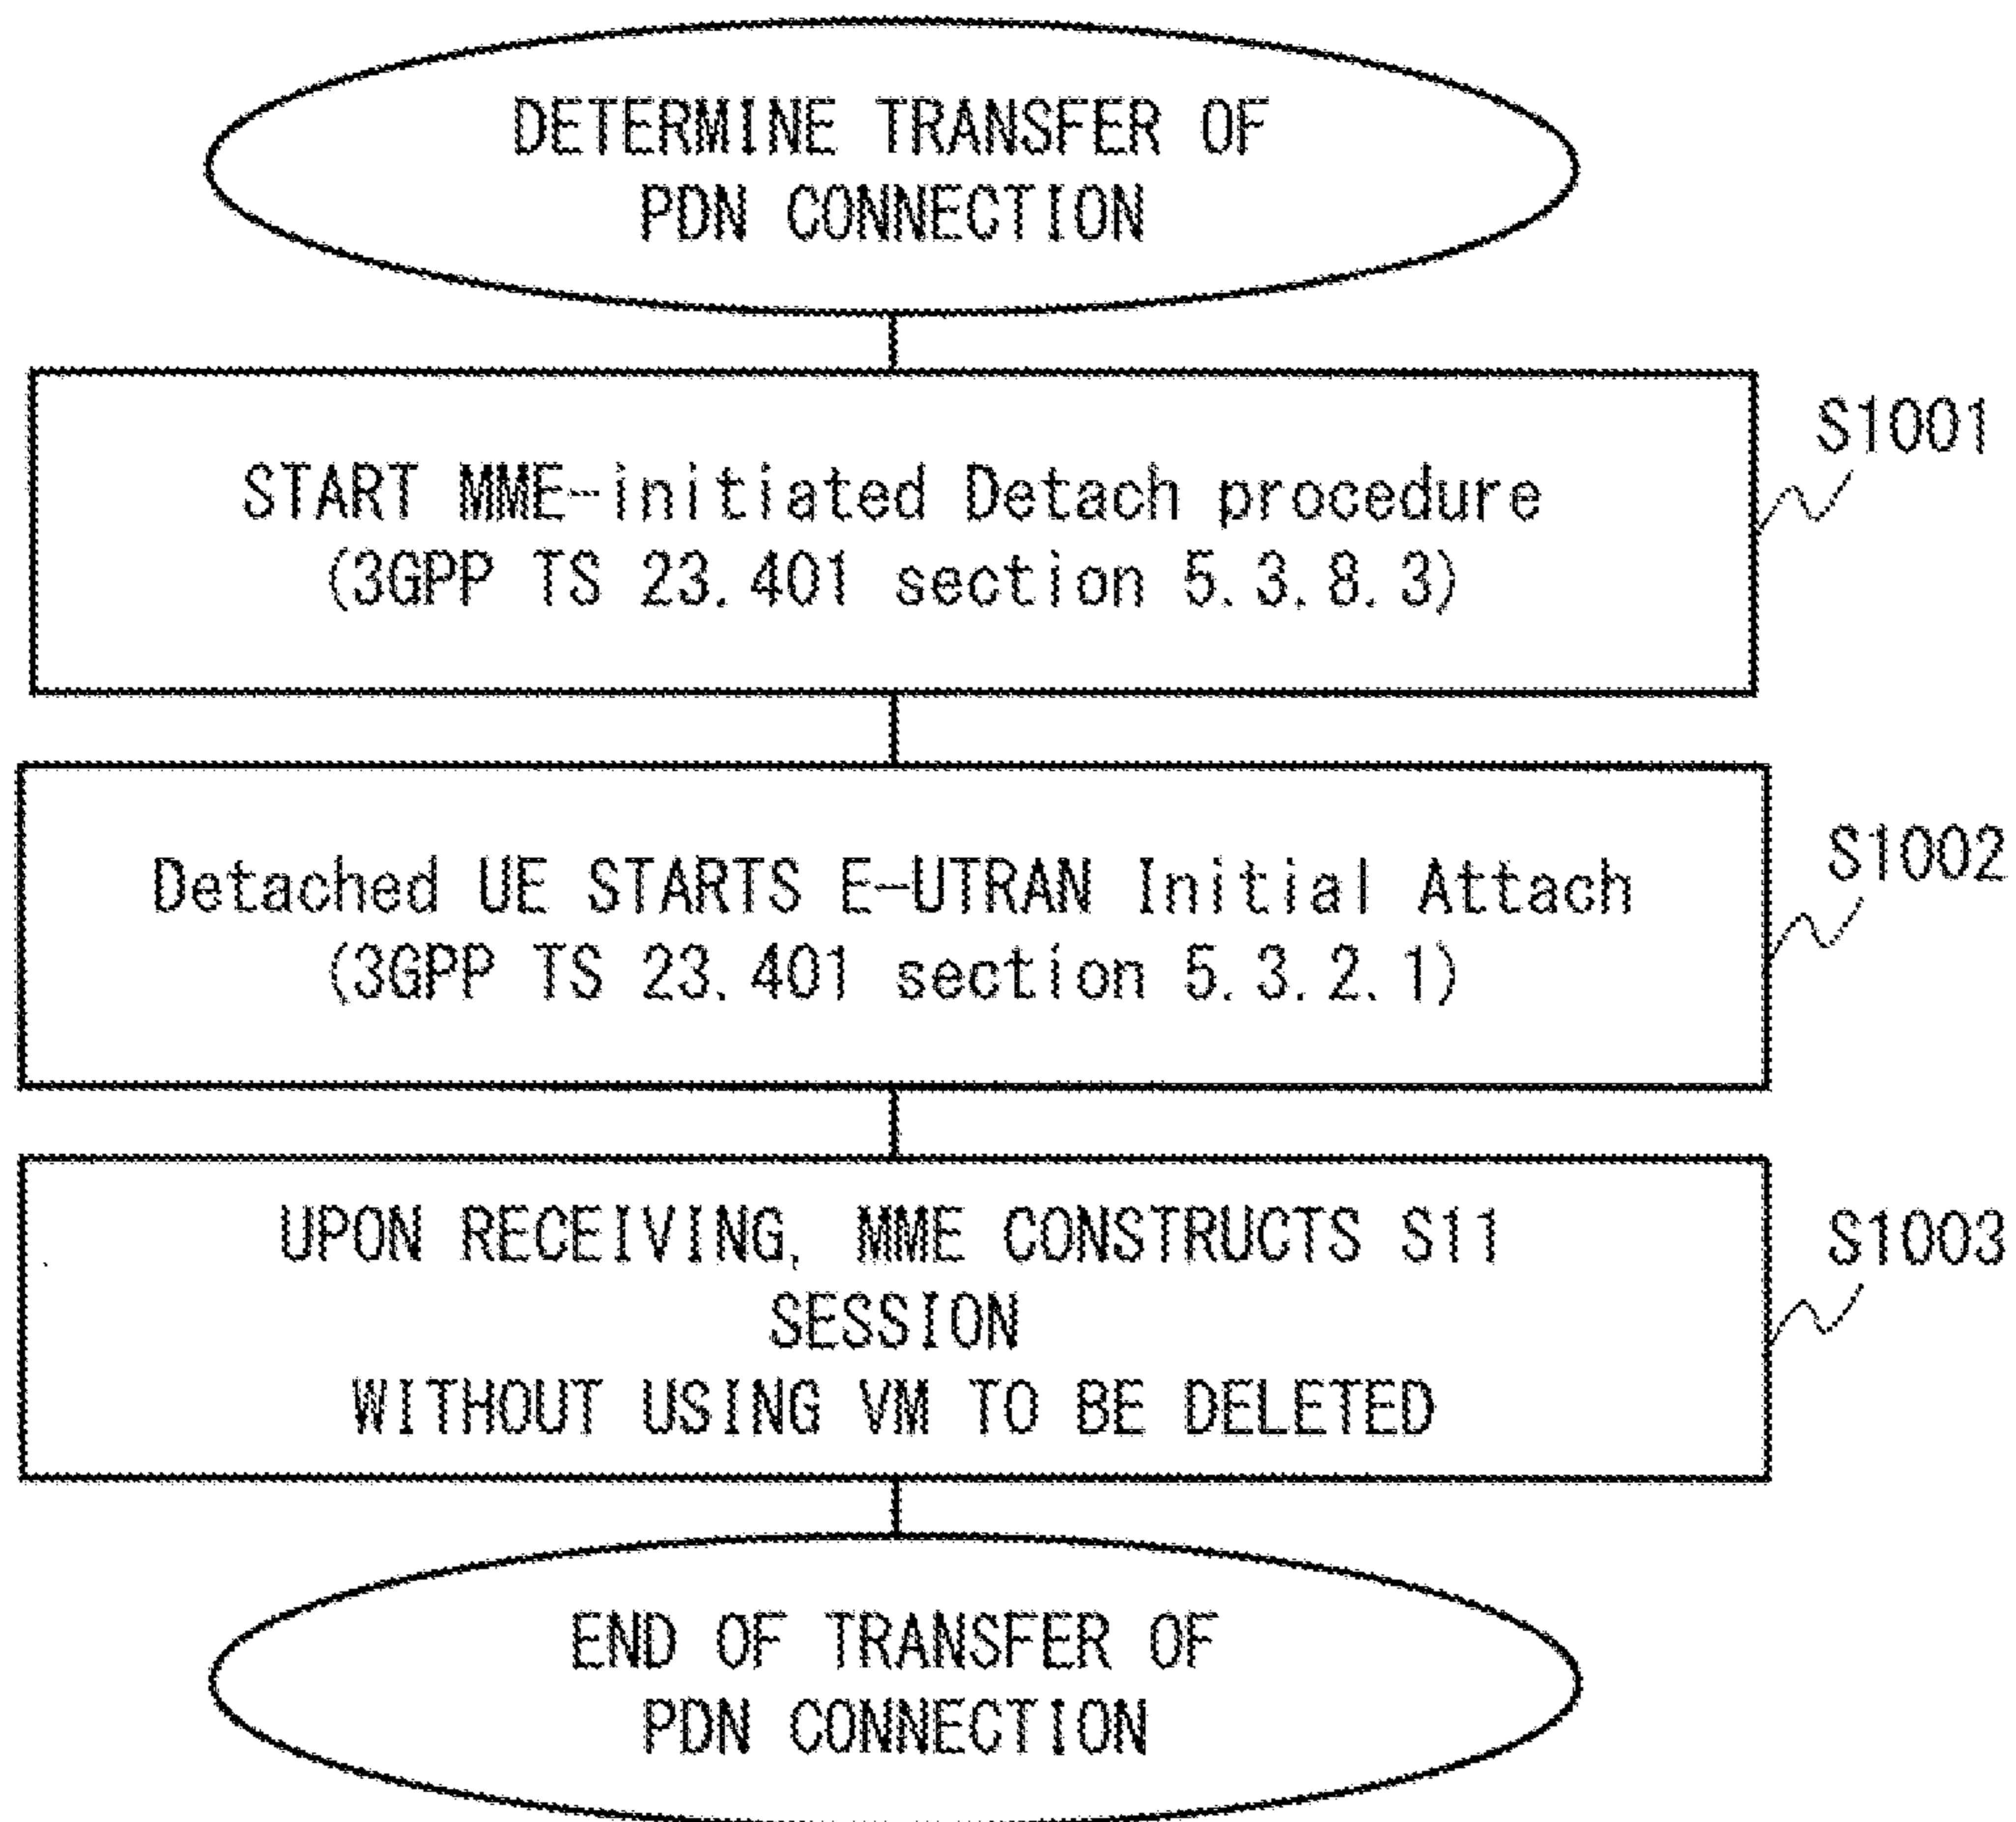 DETERMINE TRANSFER OF
PDN CONNECTION
START MME-initiated Detach procedure
(3GPP TS 23.401 section 5.3.8.3)
S1001
Detached UE STARTS E-UTRAN Initial Attach
(3GPP TS 23.401 section 5.3.2.1)
S1002
UPON RECEIVING, MME CONSTRUCTS S11
SESSION
WITHOUT USING VM TO BE DELETED
S1003
END OF TRANSFER OF
PDN CONNECTION